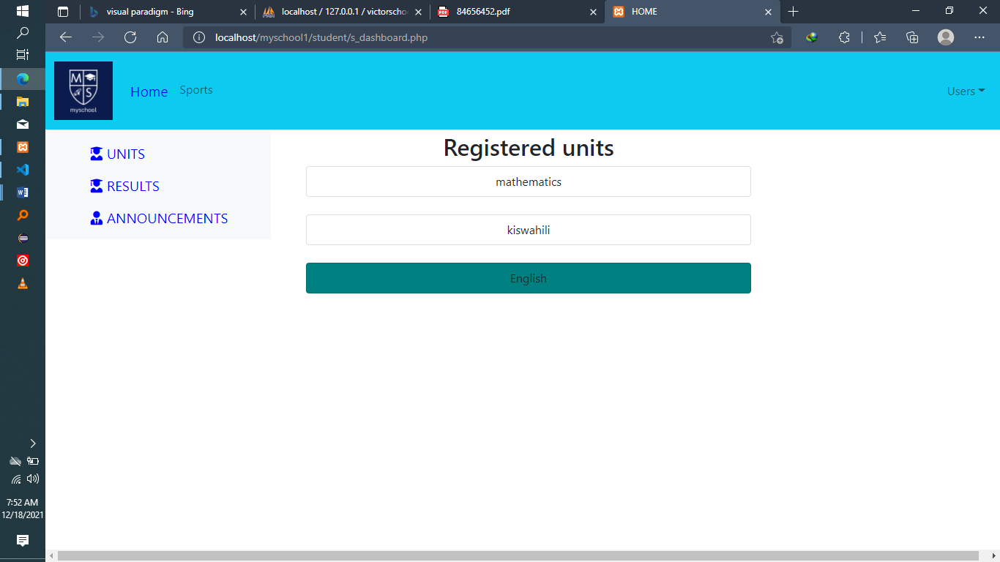 visual paradigm - Bing
localhost / 127.0.0.1 / victorscho
84656452.pdf
HOME
localhost/myschool1/student/s_dashboard.php
M
S
myschool
Home
Sports
Users
UNITS
RESULTS
ANNOUNCEMENTS
Registered units
mathematics
kiswahili
English
7:52 AM
12/18/2021